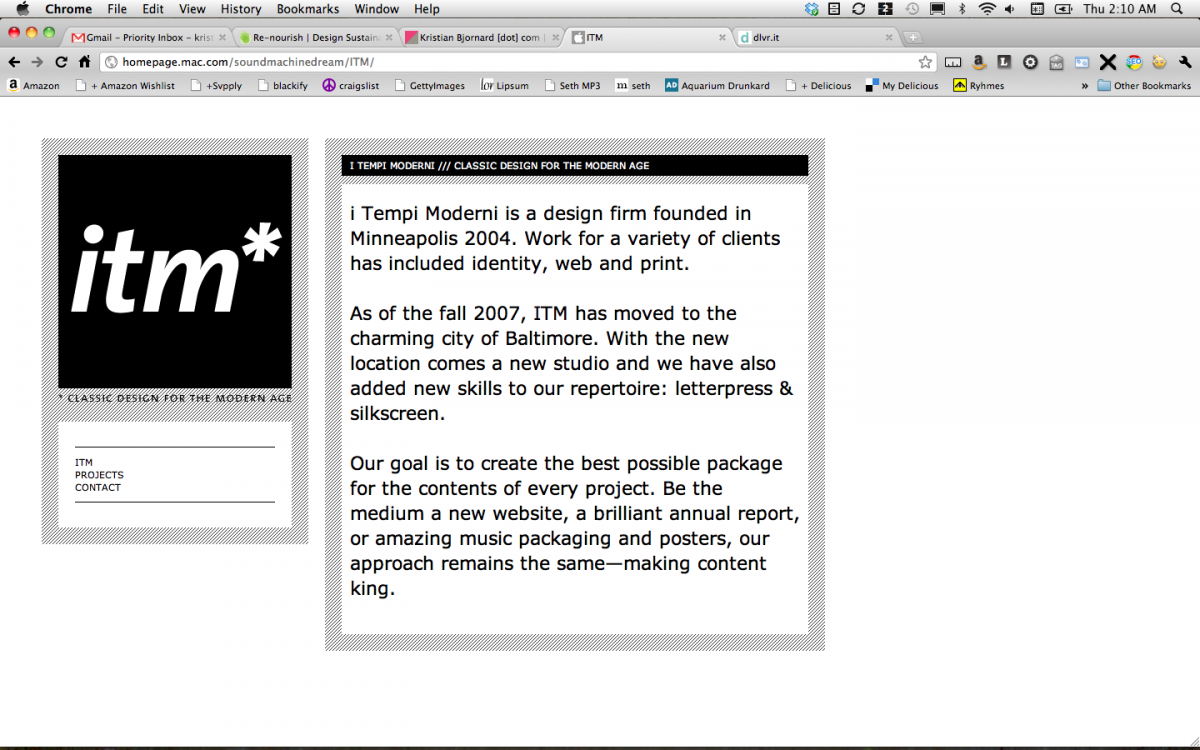 Chrome File Edit View History Bookmarks Window Help Thu 2:10 AM
Gmail – Priority Inbox – krist
Re-nourish | Design Sustain
Kristian Bjornard [dot] com |
ITM
dlvr.it
homepage.mac.com/soundmachinedream/ITM/
Amazon + Amazon Wishlist +Svpply blackify craigslist GettyImages lor Lipsum Seth MP3 m seth AD Aquarium Drunkard + Delicious My Delicious Ryhmes » Other Bookmarks
itm*
* CLASSIC DESIGN FOR THE MODERN AGE
ITM
PROJECTS
CONTACT
I TEMPI MODERNI /// CLASSIC DESIGN FOR THE MODERN AGE
i Tempi Moderni is a design firm founded in
Minneapolis 2004. Work for a variety of clients
has included identity, web and print.
As of the fall 2007, ITM has moved to the
charming city of Baltimore. With the new
location comes a new studio and we have also
added new skills to our repertoire: letterpress &
silkscreen.
Our goal is to create the best possible package
for the contents of every project. Be the
medium a new website, a brilliant annual report,
or amazing music packaging and posters, our
approach remains the same—making content
king.